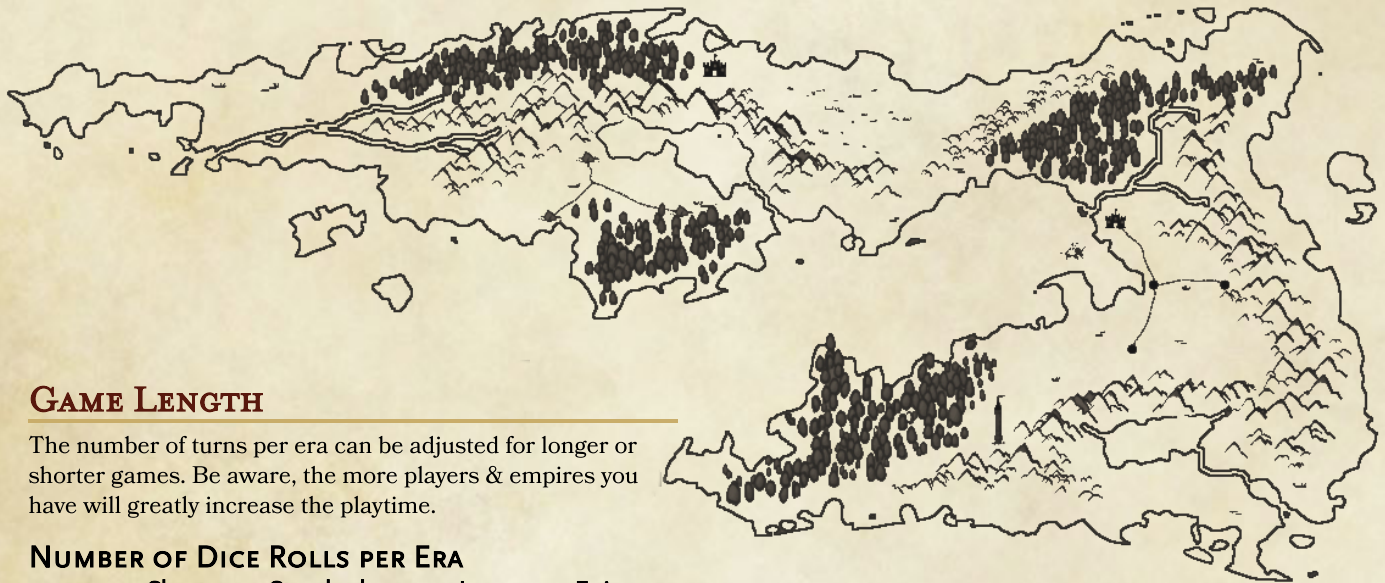 Game Length
The number of turns per era can be adjusted for longer or
shorter games. Be aware, the more players & empires you
have will greatly increase the playtime.
Number of Dice Rolls per Era